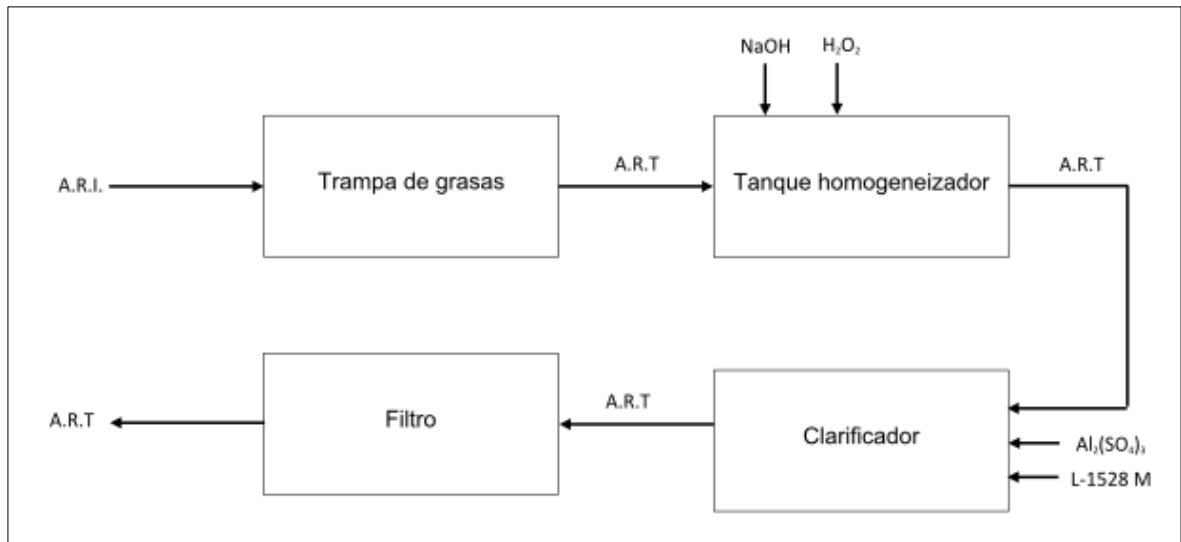 NaOH H₂O₂
A.R.I.
Trampa de grasas
A.R.T
Tanque homogeneizador
A.R.T
A.R.T
Filtro
A.R.T
Clarificador
Al₂(SO₄)₃
L-1528 M